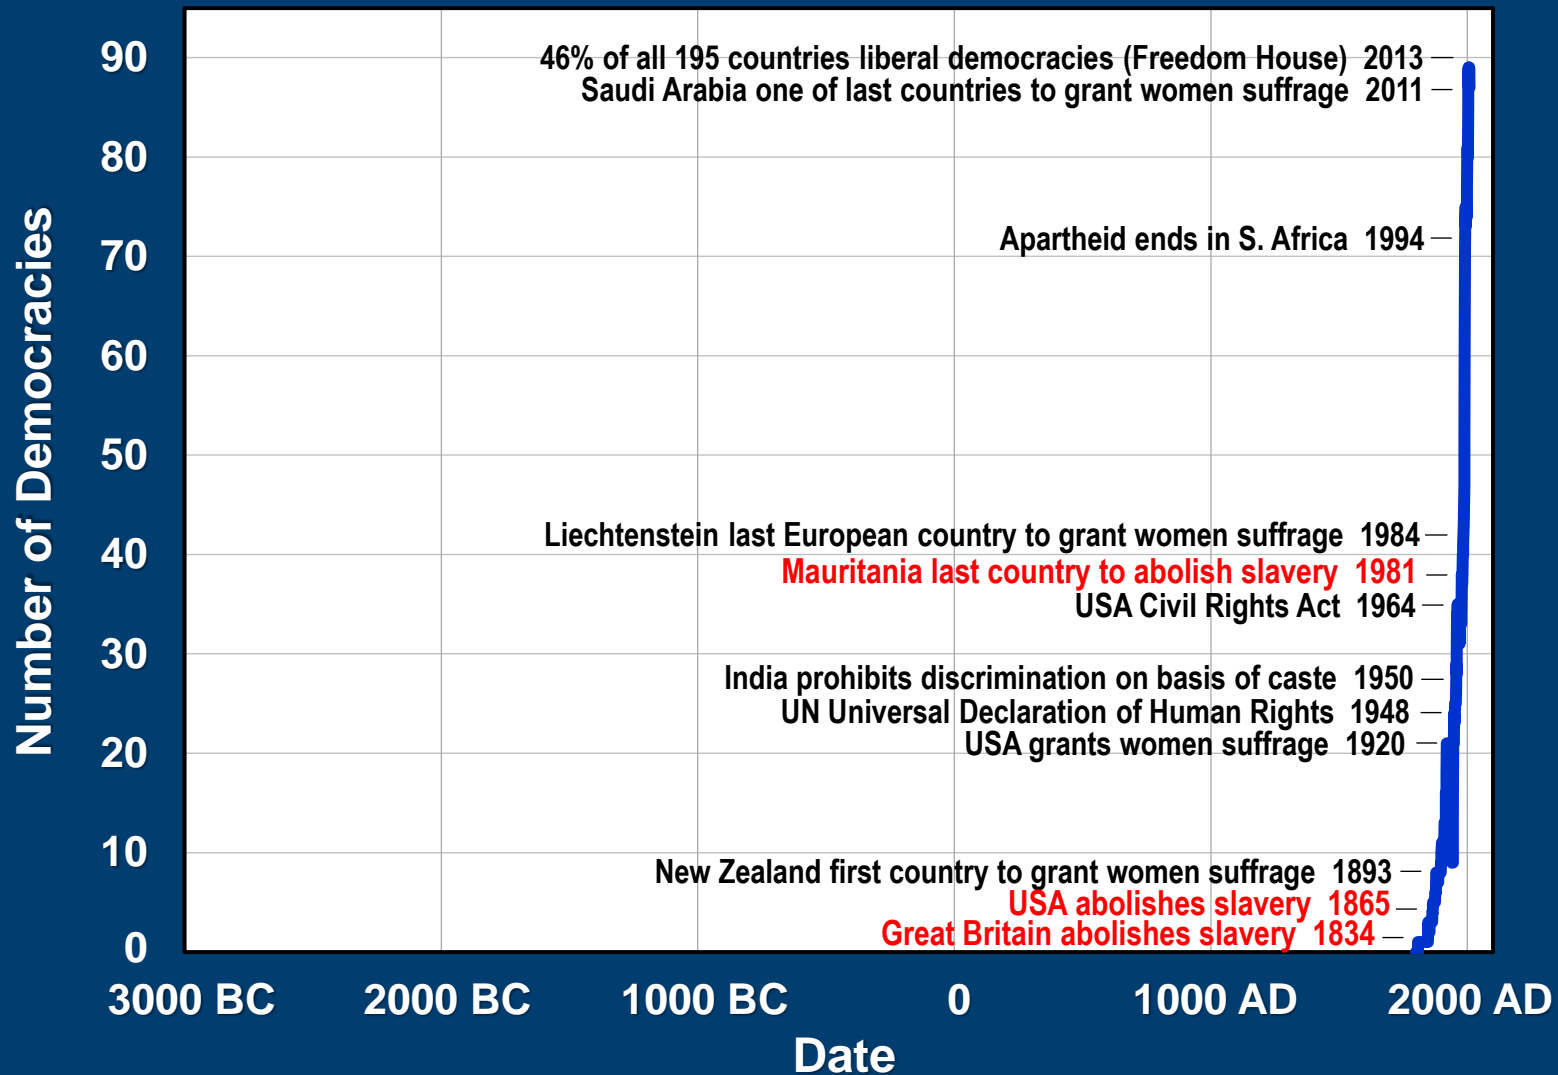 90
80
70
60
50
40
30
20
10
0
Number of Democracies
46% of all 195 countries liberal democracies (Freedom House) 2013
Saudi Arabia one of last countries to grant women suffrage 2011
Apartheid ends in S. Africa 1994
Liechtenstein last European country to grant women suffrage 1984
Mauritania last country to abolish slavery 1981
USA Civil Rights Act 1964
India prohibits discrimination on basis of caste 1950
UN Universal Declaration of Human Rights 1948
USA grants women suffrage 1920
New Zealand first country to grant women suffrage 1893
USA abolishes slavery 1865
Great Britain abolishes slavery 1834
3000 BC 2000 BC 1000 BC 0 1000 AD 2000 AD
Date